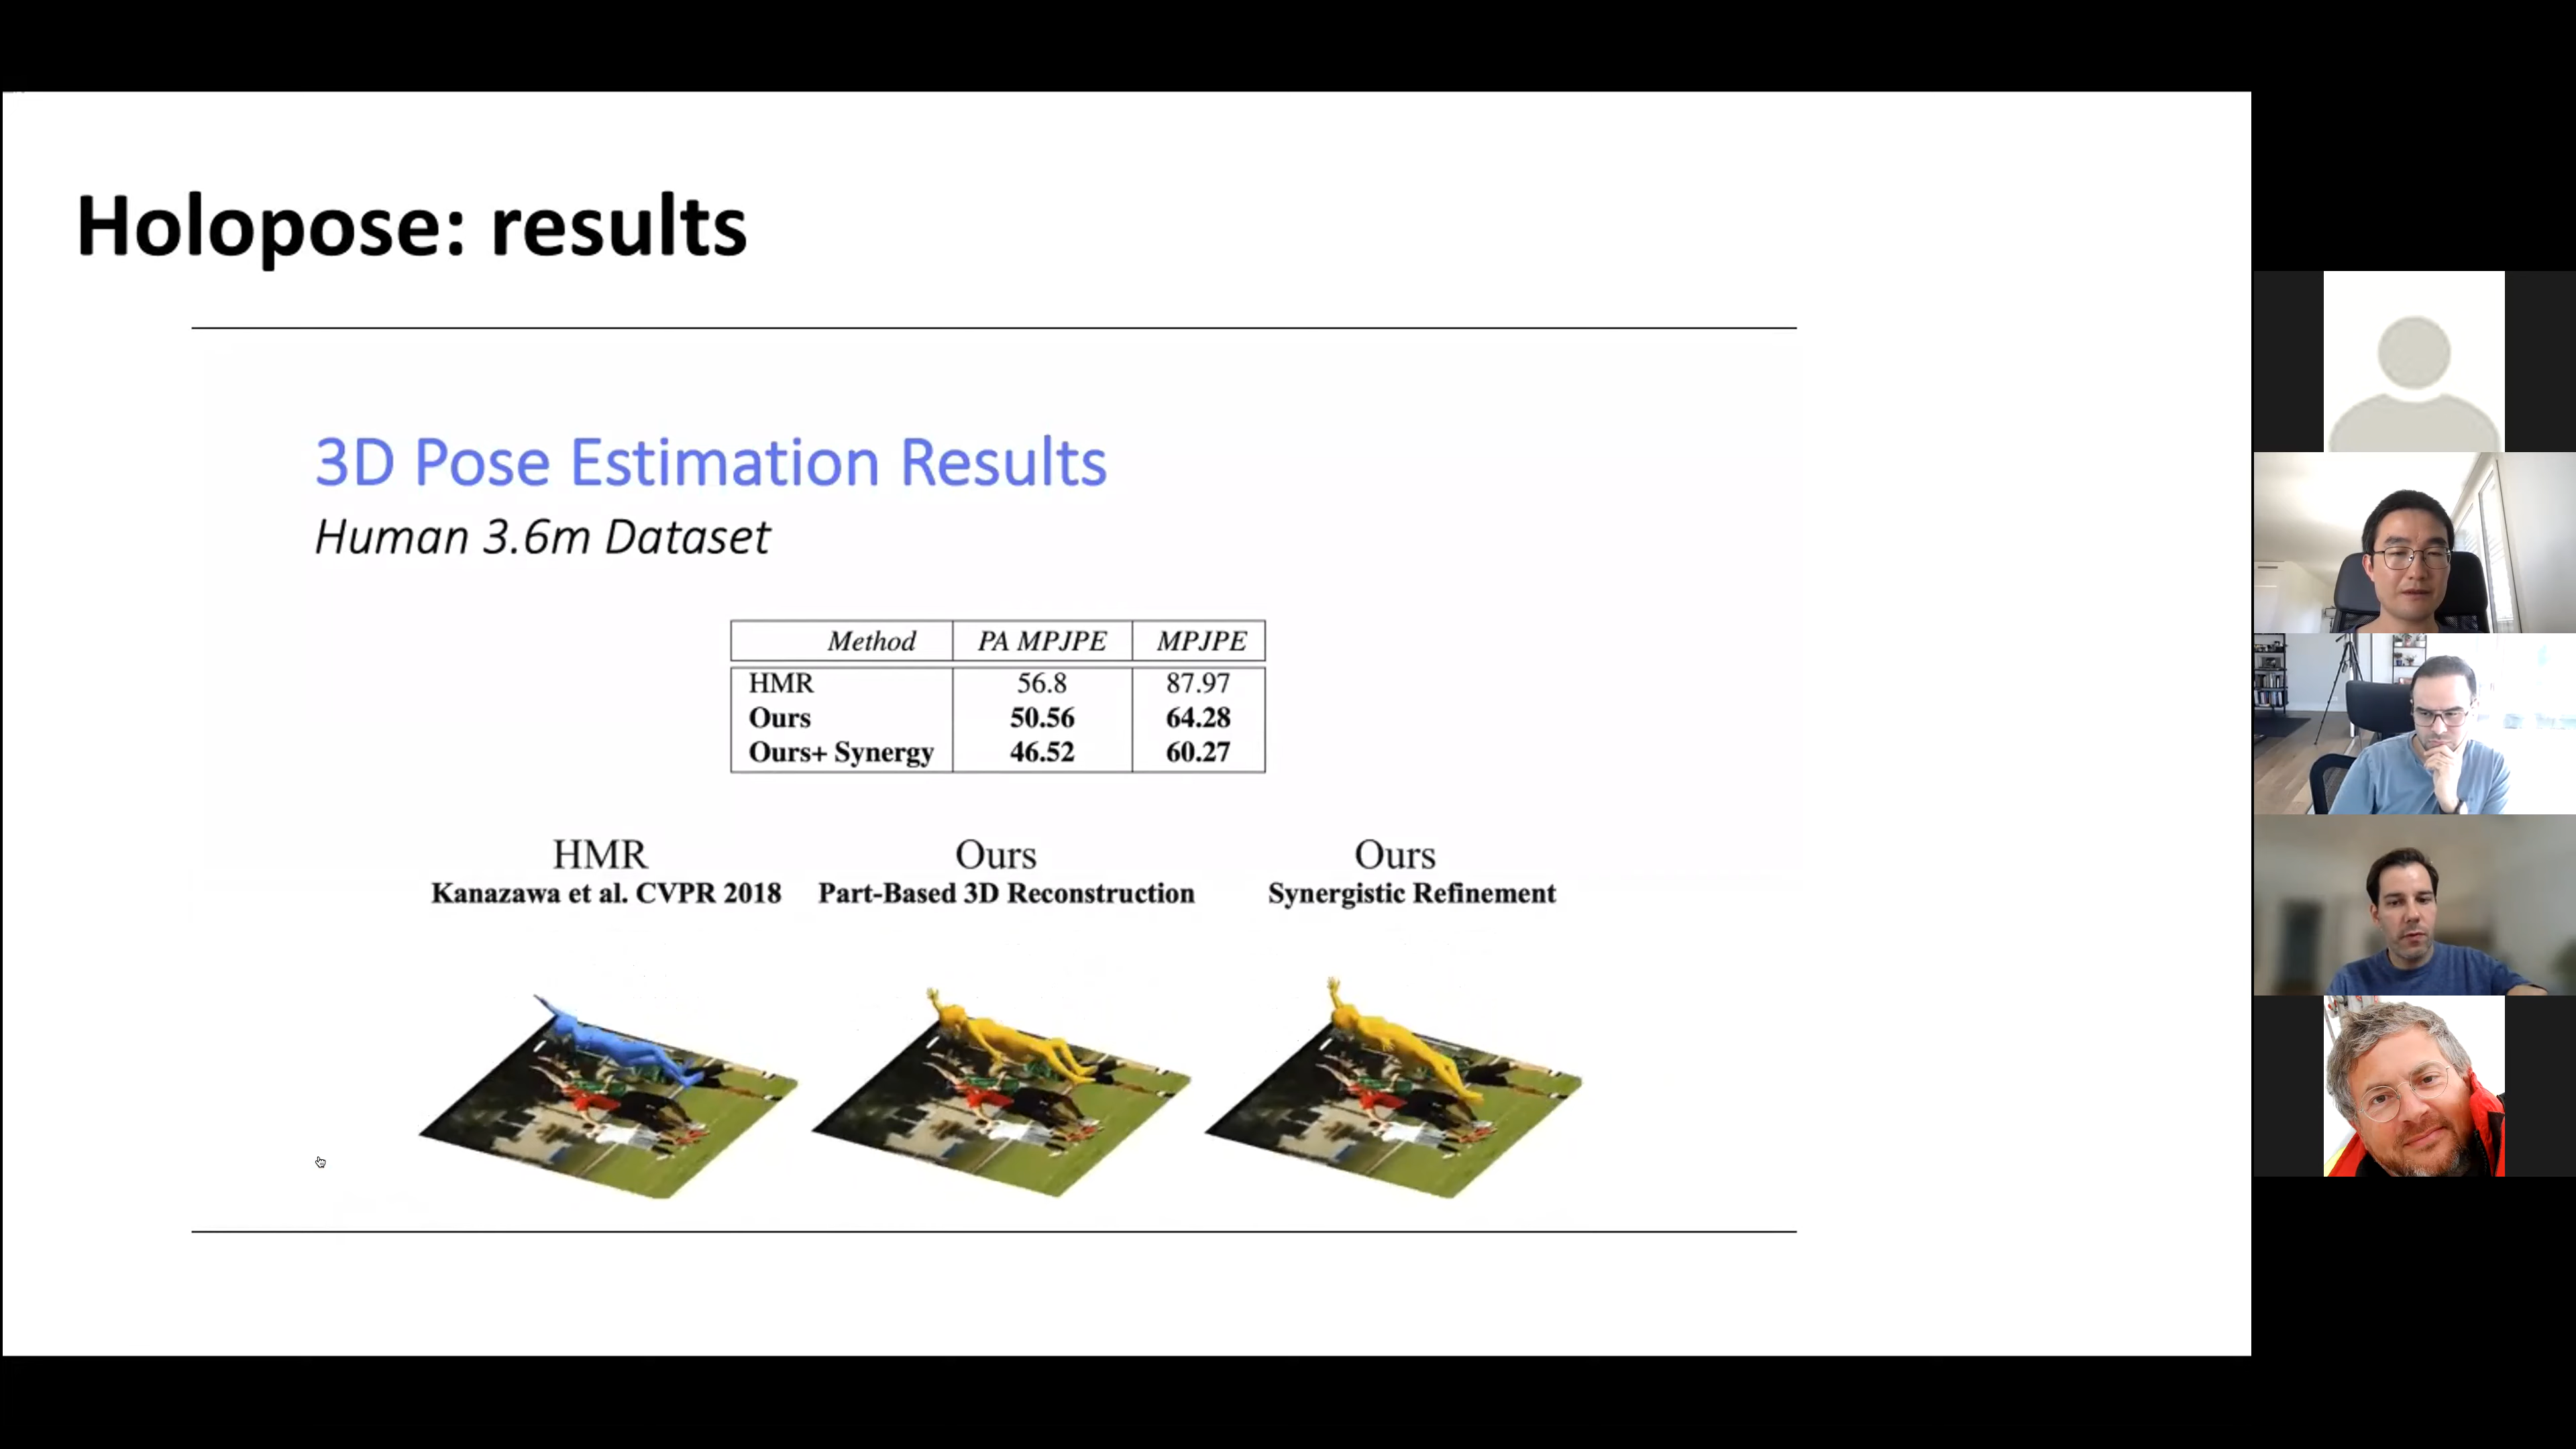 Holopose: results
3D Pose Estimation Results
Human 3.6m Dataset
Method PA MPJPE MPJPE
HMR 56.8 87.97
Ours 50.56 64.28
Ours+ Synergy 46.52 60.27
HMR Ours Ours
Kanazawa et al. CVPR 2018 Part-Based 3D Reconstruction Synergistic Refinement